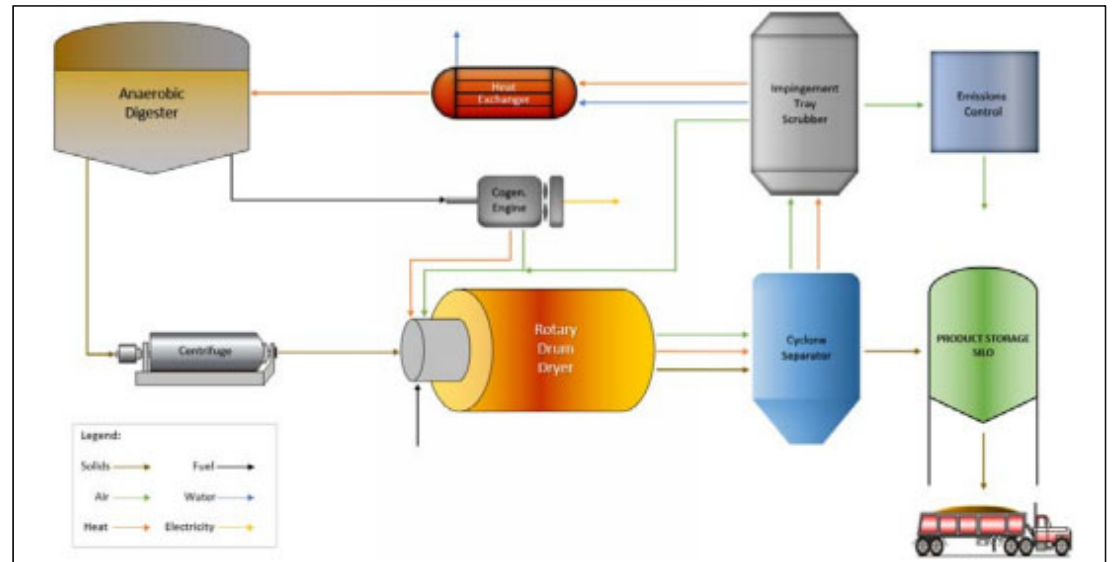 Anaerobic
Digester
Heat
Exchanger
Impingement
Tray
Scrubber
Emissions
Control
Cogen.
Engine
Centrifuge
Rotary
Drum
Dryer
Cyclone
Separator
PRODUCT STORAGE
SILO
Legend:
Solids Fuel
Air Water
Heat Electricity